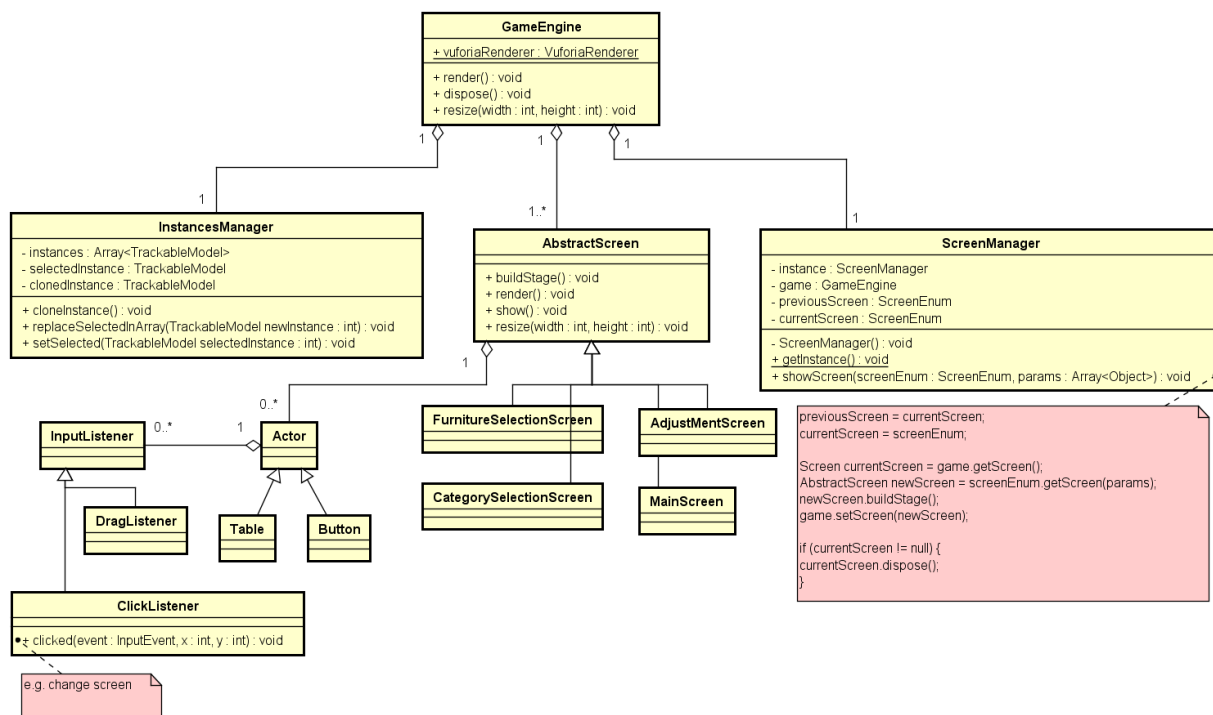 GameEngine
+ vuforiaRenderer : VuforiaRenderer
+ render() : void
+ dispose() : void
+ resize(width : int, height : int) : void
1
1
1
1
1..*
1
InstancesManager
- instances : Array<TrackableModel>
- selectedInstance : TrackableModel
- clonedInstance : TrackableModel
+ cloneInstance() : void
+ replaceSelectedInArray(TrackableModel newInstance : int) : void
+ setSelected(TrackableModel selectedInstance : int) : void
AbstractScreen
+ buildStage() : void
+ render() : void
+ show() : void
+ resize(width : int, height : int) : void
ScreenManager
- instance : ScreenManager
- game : GameEngine
- previousScreen : ScreenEnum
- currentScreen : ScreenEnum
- ScreenManager() : void
+ getInstance() : void
+ showScreen(screenEnum : ScreenEnum, params : Array<Object>) : void
1
0..*
InputListener
0..*
1
Actor
FurnitureSelectionScreen
AdjustMentScreen
CategorySelectionScreen
MainScreen
DragListener
Table
Button
previousScreen = currentScreen;
currentScreen = screenEnum;
Screen currentScreen = game.getScreen();
AbstractScreen newScreen = screenEnum.getScreen(params);
newScreen.buildStage();
game.setScreen(newScreen);
if (currentScreen != null) {
currentScreen.dispose();
}
ClickListener
+ clicked(event : InputEvent, x : int, y : int) : void
e.g. change screen